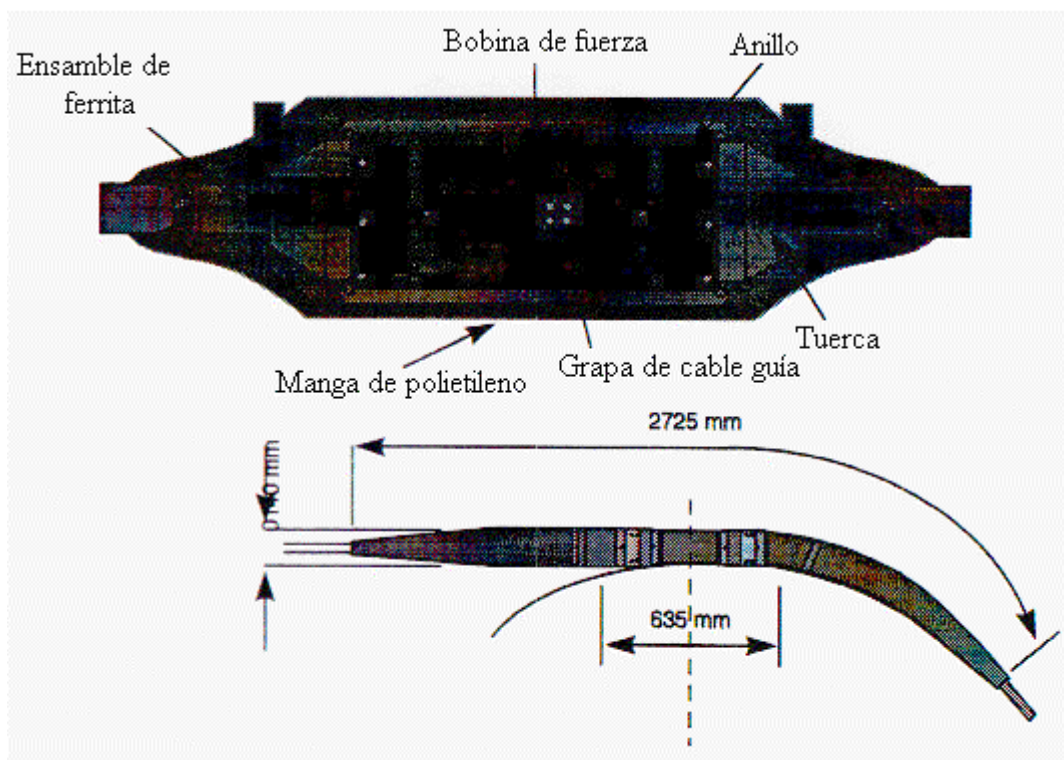 Bobina de fuerza
Anillo
Ensamble de
ferrita
Tuerca
Grapa de cable guía
Manga de polietileno
2725 mm
mm
635 mm